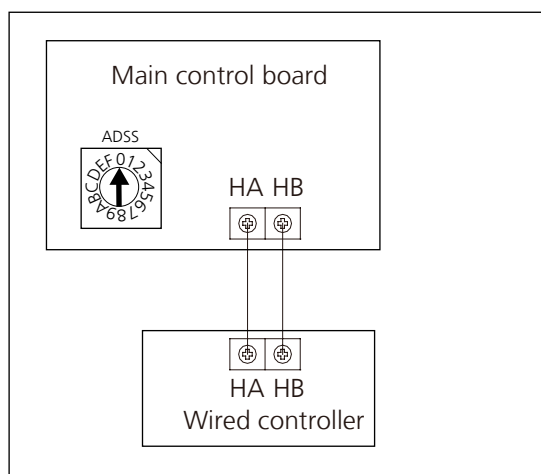 Main control board
ADSS
0123456789ABCDEF
HA HB
HA HB
Wired controller